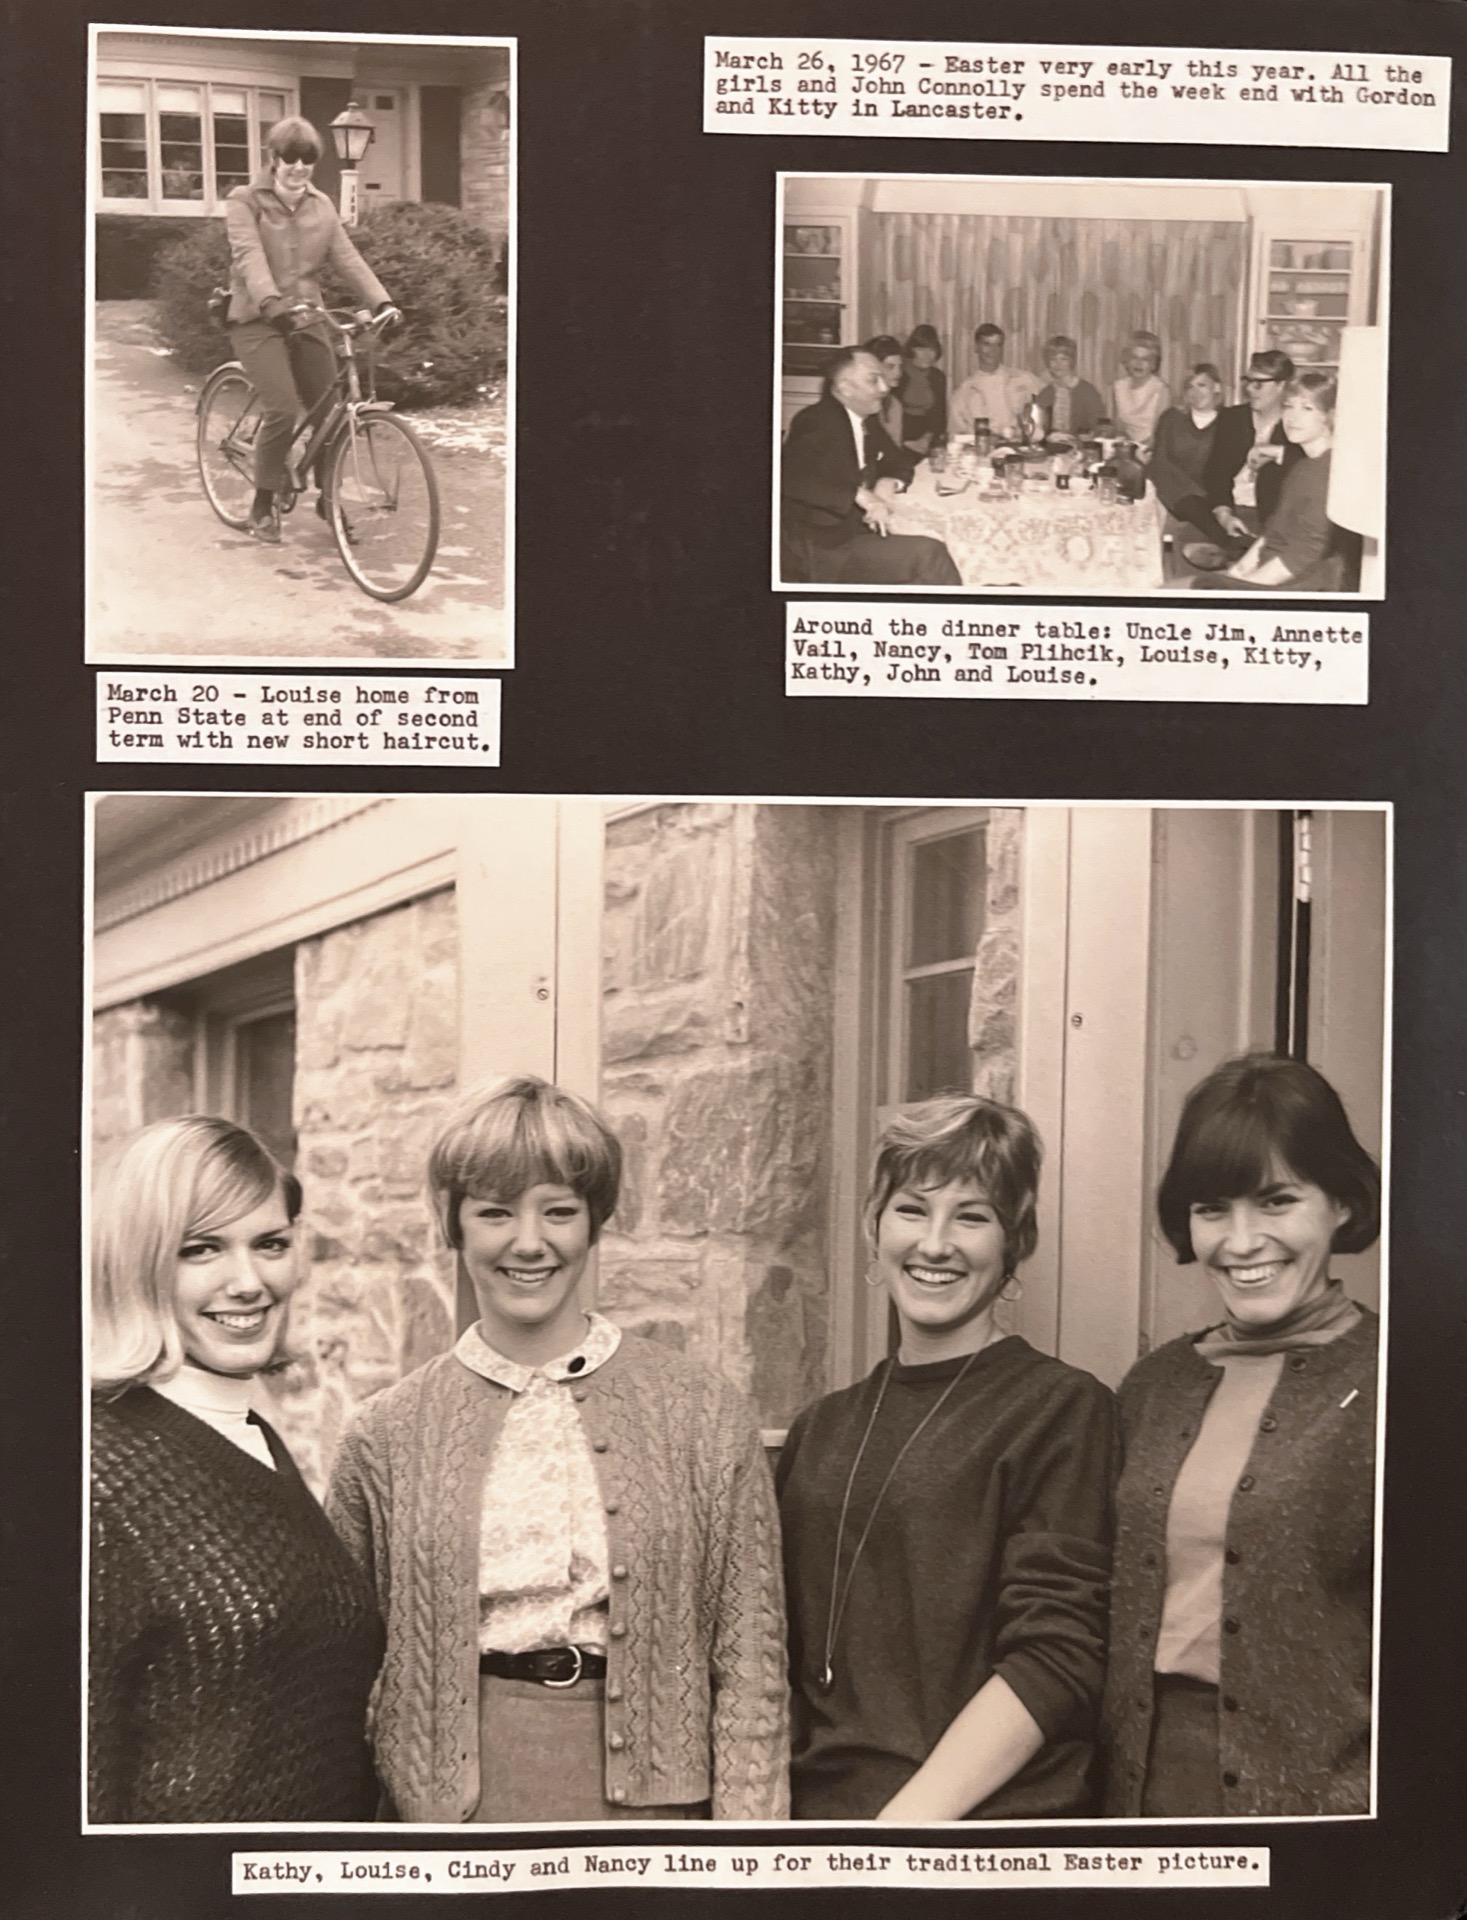 March 26, 1967 - Easter very early this year. All the
girls and John Connolly spend the week end with Gordon
and Kitty in Lancaster.
Around the dinner table: Uncle Jim, Annette
Vail, Nancy, Tom Plihcik, Louise, Kitty,
Kathy, John and Louise.
March 20 - Louise home from
Penn State at end of second
term with new short haircut.
Kathy, Louise, Cindy and Nancy line up for their traditional Easter picture.